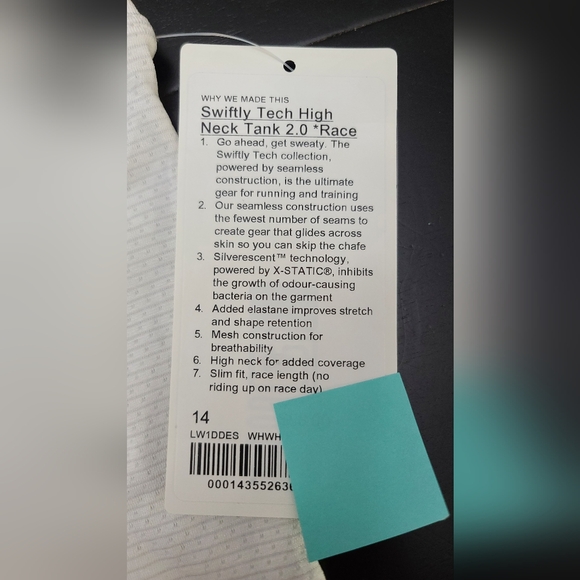 WHY WE MADE THIS
Swiftly Tech High
Neck Tank 2.0 *Race
1. Go ahead, get sweaty. The
Swiftly Tech collection,
powered by seamless
construction, is the ultimate
gear for running and training
2. Our seamless construction uses
the fewest number of seams to
create gear that glides across
skin so you can skip the chafe
3. Silverescent™ technology,
powered by X-STATIC®, inhibits
the growth of odour-causing
bacteria on the garment
4. Added elastane improves stretch
and shape retention
5. Mesh construction for
breathability
6. High neck for added coverage
7. Slim fit, race length (no
riding up on race day)
14
LW1DDES WHWH
00014355263